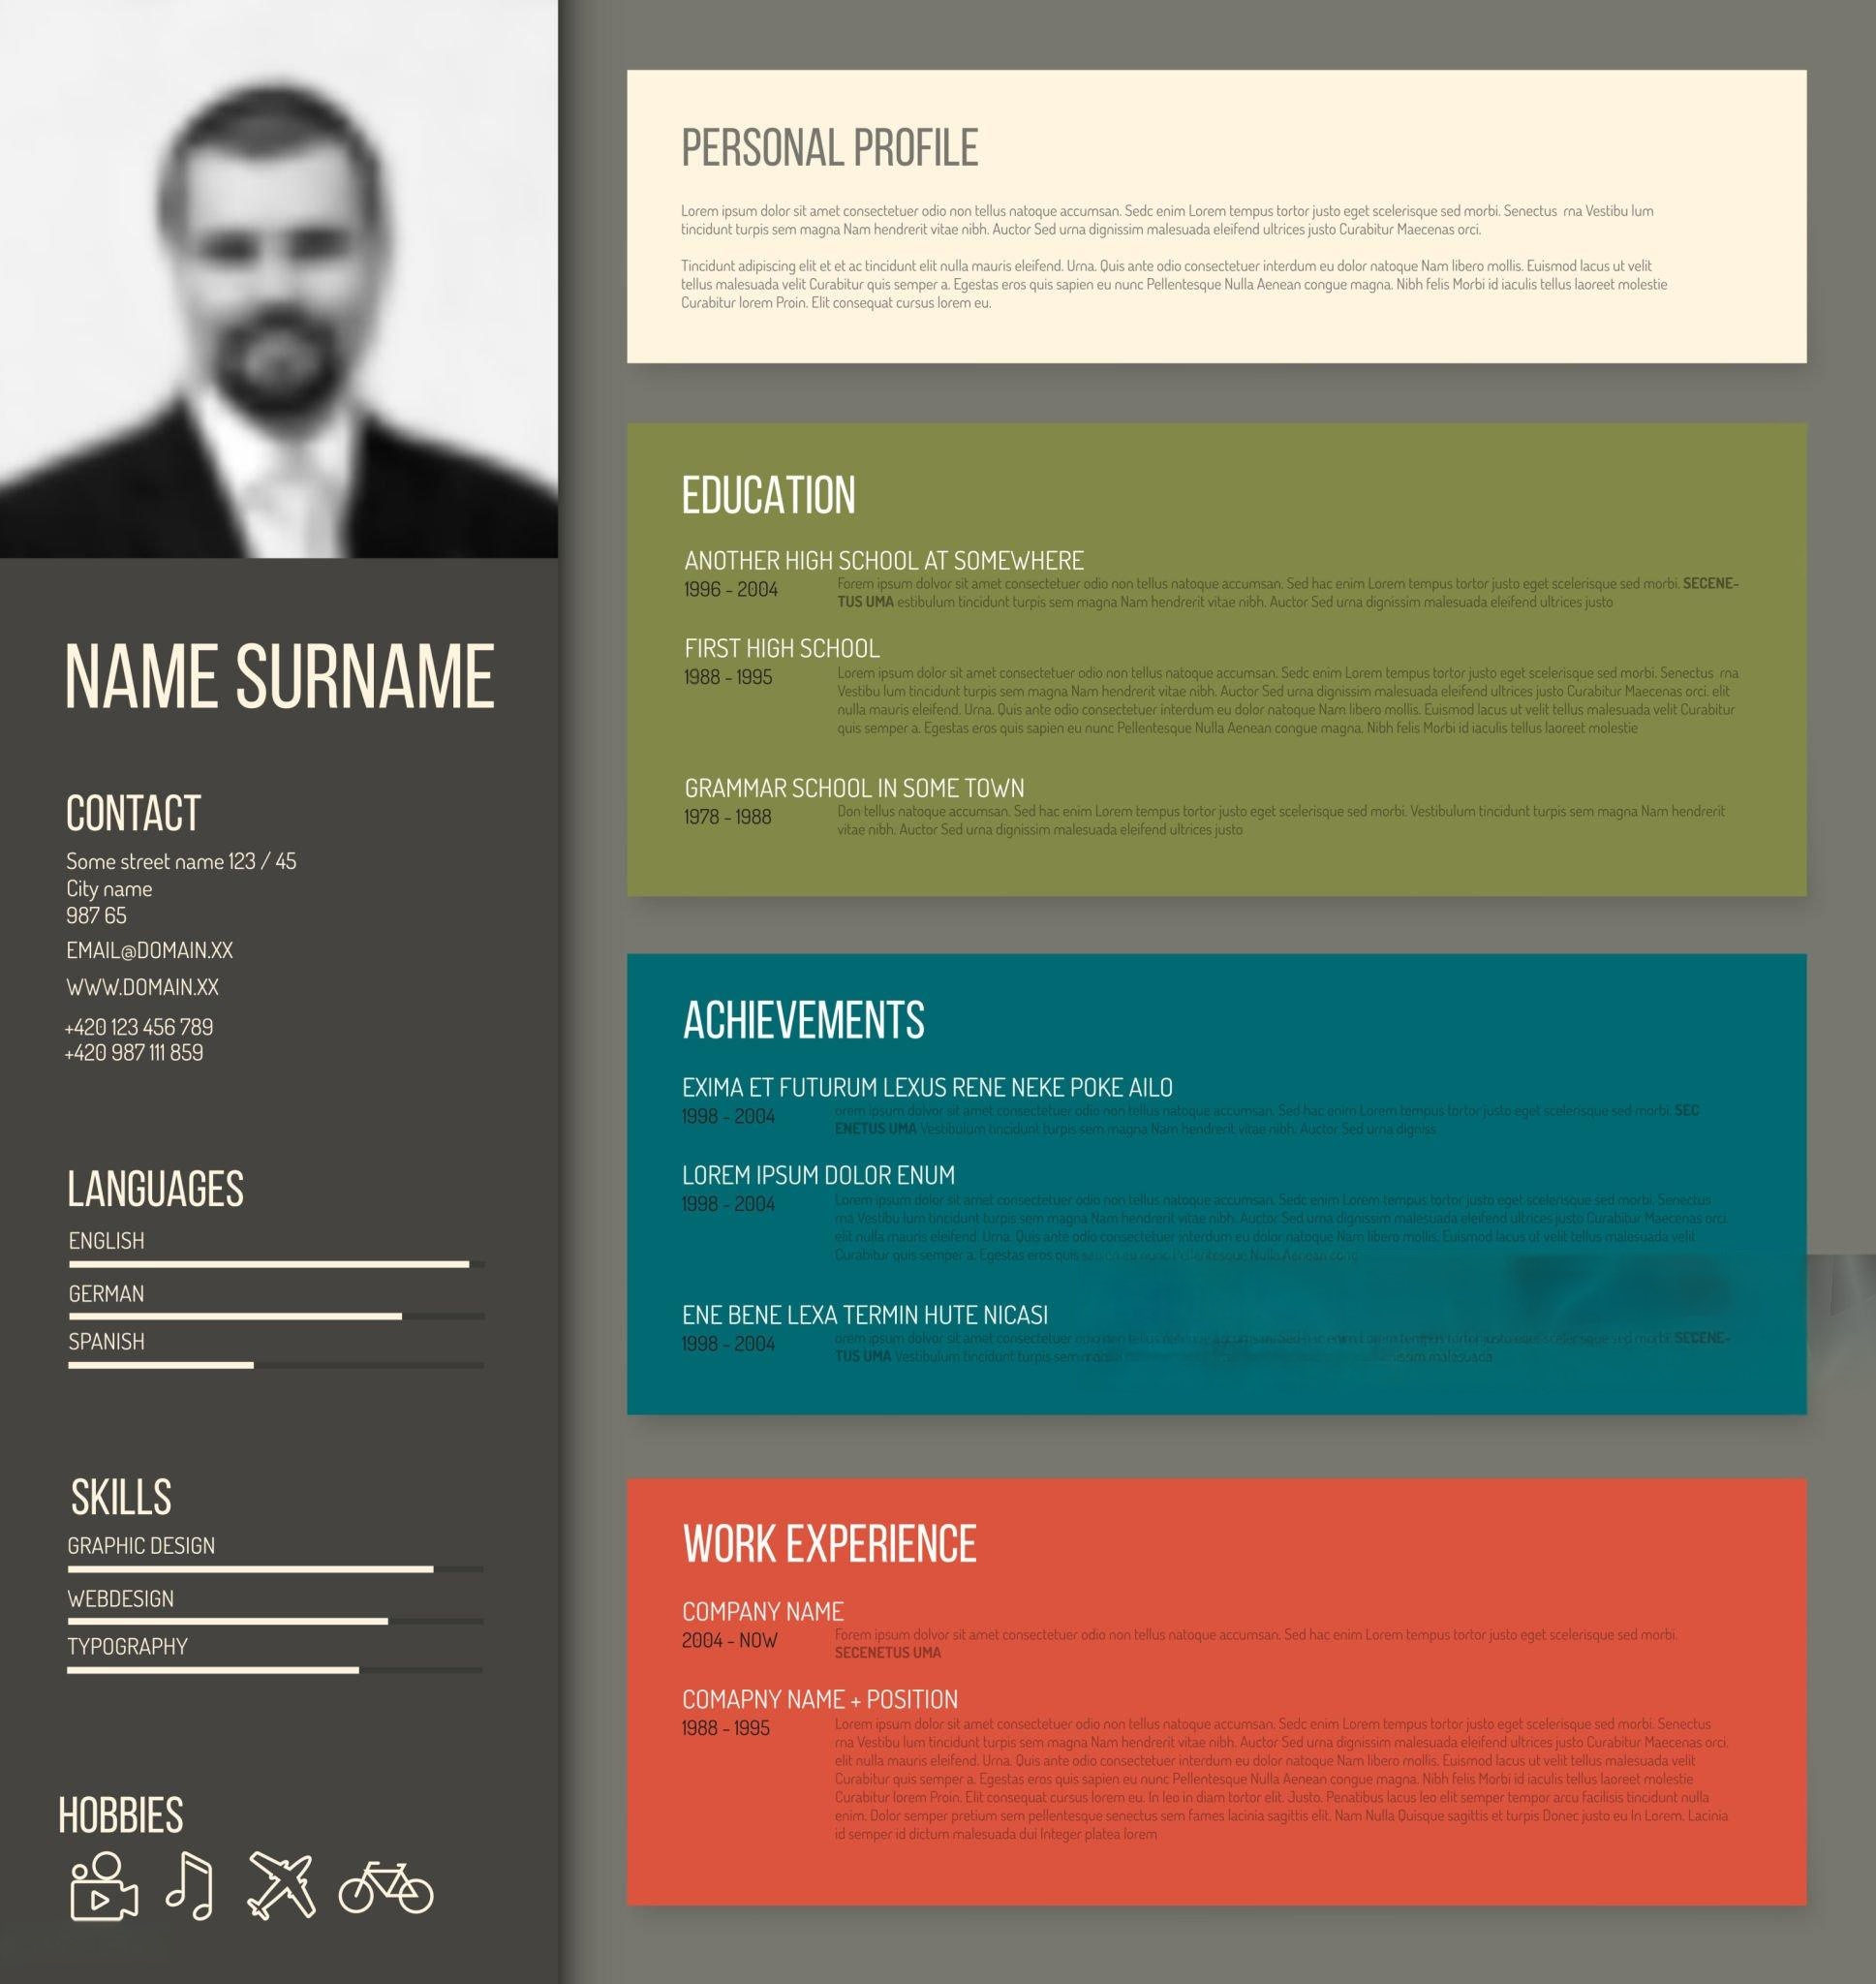 NAME SURNAME
CONTACT
Some street name 123 / 45
City name
987 65
EMAIL@DOMAIN.XX
WWW.DOMAIN.XX
+420 123 456 789
+420 987 111 859
LANGUAGES
ENGLISH
GERMAN
SPANISH
SKILLS
GRAPHIC DESIGN
WEBDESIGN
TYPOGRAPHY
HOBBIES
PERSONAL PROFILE
Lorem ipsum dolor sit amet consectetuer odio non tellus natoque accumsan. Sedc enim Lorem tempus tortor justo eget scelerisque sed morbi. Senectus rna Vestibu lum
tincidunt turpis sem magna Nam hendrerit vitae nibh. Auctor Sed urna dignissim malesuada eleifend ultrices justo Curabitur Maecenas orci.
Tincidunt adipiscing elit et et ac tincidunt elit nulla mauris eleifend. Urna. Quis ante odio consectetuer interdum eu dolor natoque Nam libero mollis. Euismod lacus ut velit
tellus malesuada velit Curabitur quis semper a. Egestas eros quis sapien eu nunc Pellentesque Nulla Aenean congue magna. Nibh felis Morbi id iaculis tellus laoreet molestie
Curabitur lorem Proin. Elit consequat cursus lorem eu.
EDUCATION
ANOTHER HIGH SCHOOL AT SOMEWHERE
1996 - 2004
Forem ipsum dolvor sit amet consectetuer odio non tellus natoque accumsan. Sed hac enim Lorem tempus tortor justo eget scelerisque sed morbi. SECENE-
TUS UMA estibulum tincidunt turpis sem magna Nam hendrerit vitae nibh. Auctor Sed urna dignissim malesuada eleifend ultrices justo
FIRST HIGH SCHOOL
1988 - 1995
Lorem ipsum dolor sit amet consectetuer odio non tellus natoque accumsan. Sedc enim Lorem tempus tortor justo eget scelerisque sed morbi. Senectus rna
Vestibu lum tincidunt turpis sem magna Nam hendrerit vitae nibh. Auctor Sed urna dignissim malesuada eleifend ultrices justo Curabitur Maecenas orci. elit
nulla mauris eleifend. Urna. Quis ante odio consectetuer interdum eu dolor natoque Nam libero mollis. Euismod lacus ut velit tellus malesuada velit Curabitur
quis semper a. Egestas eros quis sapien eu nunc Pellentesque Nulla Aenean congue magna. Nibh felis Morbi id iaculis tellus laoreet molestie
GRAMMAR SCHOOL IN SOME TOWN
1978 - 1988
Don tellus natoque accumsan. Sed hac enim Lorem tempus tortor justo eget scelerisque sed morbi. Vestibulum tincidunt turpis sem magna Nam hendrerit
vitae nibh. Auctor Sed urna dignissim malesuada eleifend ultrices justo
ACHIEVEMENTS
EXIMA ET FUTURUM LEXUS RENE NEKE POKE AILO
1998 - 2004
orem ipsum dolvor sit amet consectetuer odio non tellus natoque accumsan. Sed hac enim Lorem tempus tortor justo eget scelerisque sed morbi. SEC
ENETUS UMA Vestibulum tincidunt turpis sem magna Nam hendrerit vitae nibh. Auctor Sed urna digniss
LOREM IPSUM DOLOR ENUM
1998 - 2004
Lorem ipsum dolor sit amet consectetuer odio non tellus natoque accumsan. Sedc enim Lorem tempus tortor justo eget scelerisque sed morbi. Senectus
rna Vestibu lum tincidunt turpis sem magna Nam hendrerit vitae nibh. Auctor Sed urna dignissim malesuada eleifend ultrices justo Curabitur Maecenas orci.
elit nulla mauris eleifend. Urna. Quis ante odio consectetuer interdum eu dolor natoque Nam libero mollis. Euismod lacus ut velit tellus malesuada velit
Curabitur quis semper a. Egestas eros quis nunc Pellentesque Nulla Aenean cong
ENE BENE LEXA TERMIN HUTE NICASI
1998 - 2004
orem ipsum dolvor sit amet consectetuer Lorem tempus tortor justo eget scelerisque sed morbi. SECENE-
TUS UMA Vestibulum tincidunt turpis sem malesuada
WORK EXPERIENCE
COMPANY NAME
2004 - NOW
Forem ipsum dolvor sit amet consectetuer odio non tellus natoque accumsan. Sed hac enim Lorem tempus tortor justo eget scelerisque sed morbi.
SECENETUS UMA
COMAPNY NAME + POSITION
1988 - 1995
Lorem ipsum dolor sit amet consectetuer odio non tellus natoque accumsan. Sedc enim Lorem tempus tortor justo eget scelerisque sed morbi. Senectus
rna Vestibu lum tincidunt turpis sem magna Nam hendrerit vitae nibh. Auctor Sed urna dignissim malesuada eleifend ultrices justo Curabitur Maecenas orci.
elit nulla mauris eleifend. Urna. Quis ante odio consectetuer interdum eu dolor natoque Nam libero mollis. Euismod lacus ut velit tellus malesuada velit
Curabitur quis semper a. Egestas eros quis sapien eu nunc Pellentesque Nulla Aenean congue magna. Nibh felis Morbi id iaculis tellus laoreet molestie
Curabitur lorem Proin. Elit consequat cursus lorem eu. In leo in diam tortor elit. Justo. Penatibus lacus leo elit semper tempor arcu facilisis tincidunt nulla
enim. Dolor semper pretium sem pellentesque senectus sem fames lacinia sagittis elit. Nam Nulla Quisque sagittis et turpis Donec justo eu In Lorem. Lacinia
id semper id dictum malesuada dui Integer platea lorem